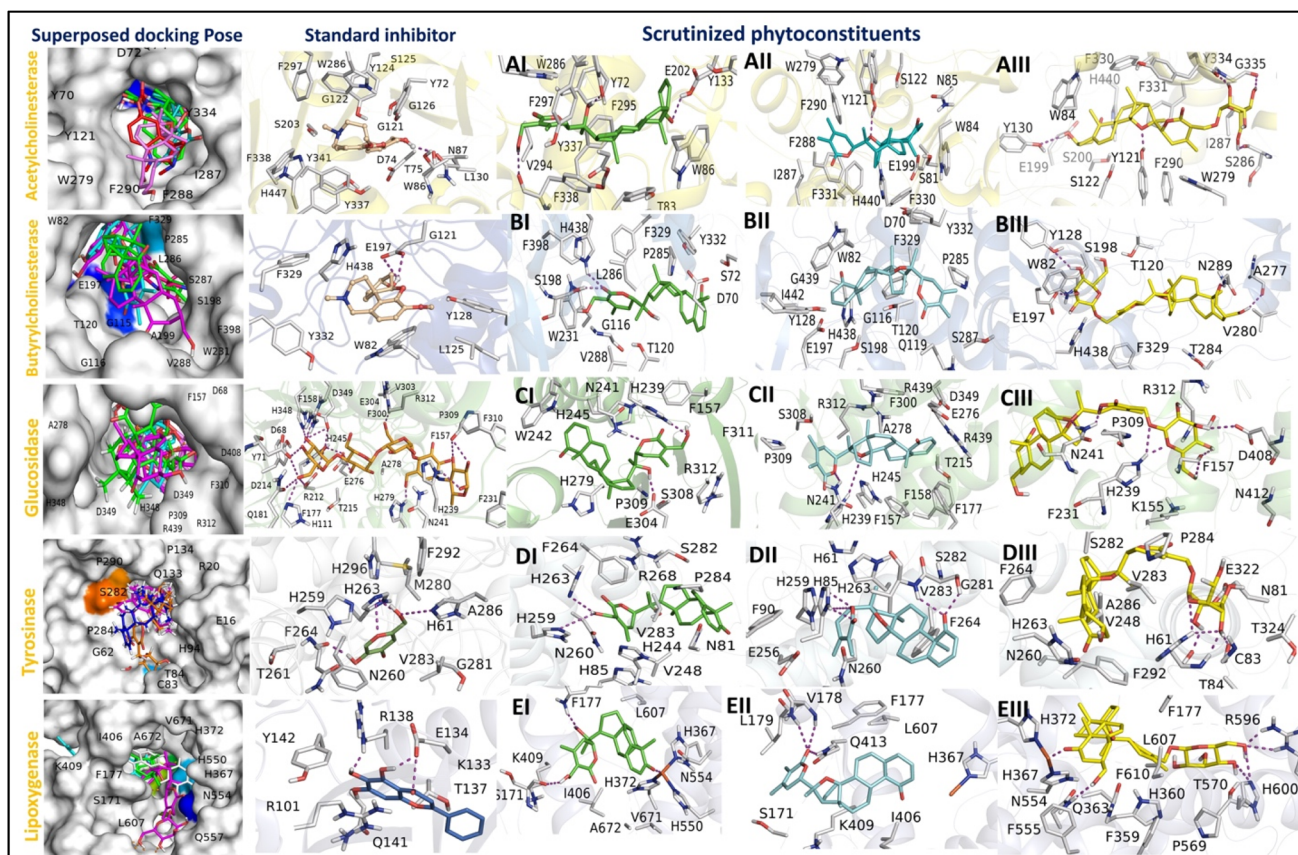 Superposed docking Pose
Standard inhibitor
Scrutinized phytoconstituents
Acetylcholinesterase
D72
Y70
Y334
Y121
W279
I287
F290
F288
S125
W286
Y124
F297
Y72
G122
G126
S203
G121
F338
Y341
D74
N87
T75
L130
H447
W86
Y337
AI
W286
Y72
E202
Y133
F297
F295
Y337
V294
F338
W86
T83
AII
W279
S122
N85
F290
Y121
W84
F288
E199
S81
I287
F331
H440
F330
AIII
F330
Y334
G335
H440
F331
W84
Y130
E199
S200
Y121
I287
S122
F290
S286
W279
Butyrylcholinesterase
W82
F329
P285
L286
E197
S287
S198
T120
G115
A199
F398
W231
G116
V288
G121
E197
F329
H438
Y128
Y332
W82
L125
BI
H438
F329
Y332
F398
P285
L286
S72
S198
D70
G116
W231
T120
V288
BII
D70
Y332
F329
W82
P285
G439
I442
G116
Y128
T120
H438
Q119
S287
E197
S198
BIII
Y128
S198
W82
T120
N289
A277
E197
V280
H438
F329
T284
Glucosidase
F157
D68
A278
D408
F310
H348
D349
D349
H348
P309
R439
R312
V303
F158
D349
E304
R312
H348
F300
P309
F310
D68
H245
F157
Y71
A278
E276
D214
R212
H279
Q181
F177
T215
H239
F231
H111
N241
CI
N241
H239
H245
F157
W242
F311
H279
R312
P309
S308
E304
CII
R439
F300
D349
S308
R312
E276
A278
P309
R439
T215
H245
N241
F158
H239
F157
F177
CIII
R312
P309
N241
D408
F157
H239
F231
K155
N412
Tyrosinase
P134
P290
Q133
R20
S282
P284
E16
G62
H94
T84
C83
F292
H296
M280
H259
H263
A286
H61
F264
V283
T261
N260
G281
DI
F264
S282
H263
R268
P284
H259
V283
N260
H244
N81
H85
V248
DII
H61
S282
H259
H85
G281
H263
V283
F90
F264
E256
N260
DIII
S282
P284
F264
V283
E322
A286
N81
H263
V248
T324
H61
N260
F292
C83
T84
Lipoxygenase
V671
I406
A672
H372
K409
H550
F177
H367
S171
N554
L607
Q557
R138
Y142
E134
K133
T137
R101
Q141
EI
F177
L607
H367
K409
S171
H372
N554
I406
V671
A672
H550
EII
V178
F177
L179
L607
Q413
H367
S171
K409
I406
EIII
H372
F177
R596
L607
H367
F610
N554
T570
H600
Q363
H360
F555
F359
P569